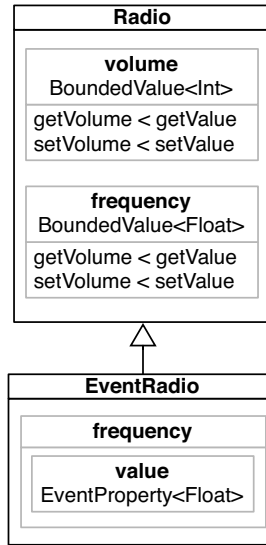 Radio
volume
BoundedValue<Int>
getVolume < getValue
setVolume < setValue
frequency
BoundedValue<Float>
getVolume < getValue
setVolume < setValue
EventRadio
frequency
value
EventProperty<Float>